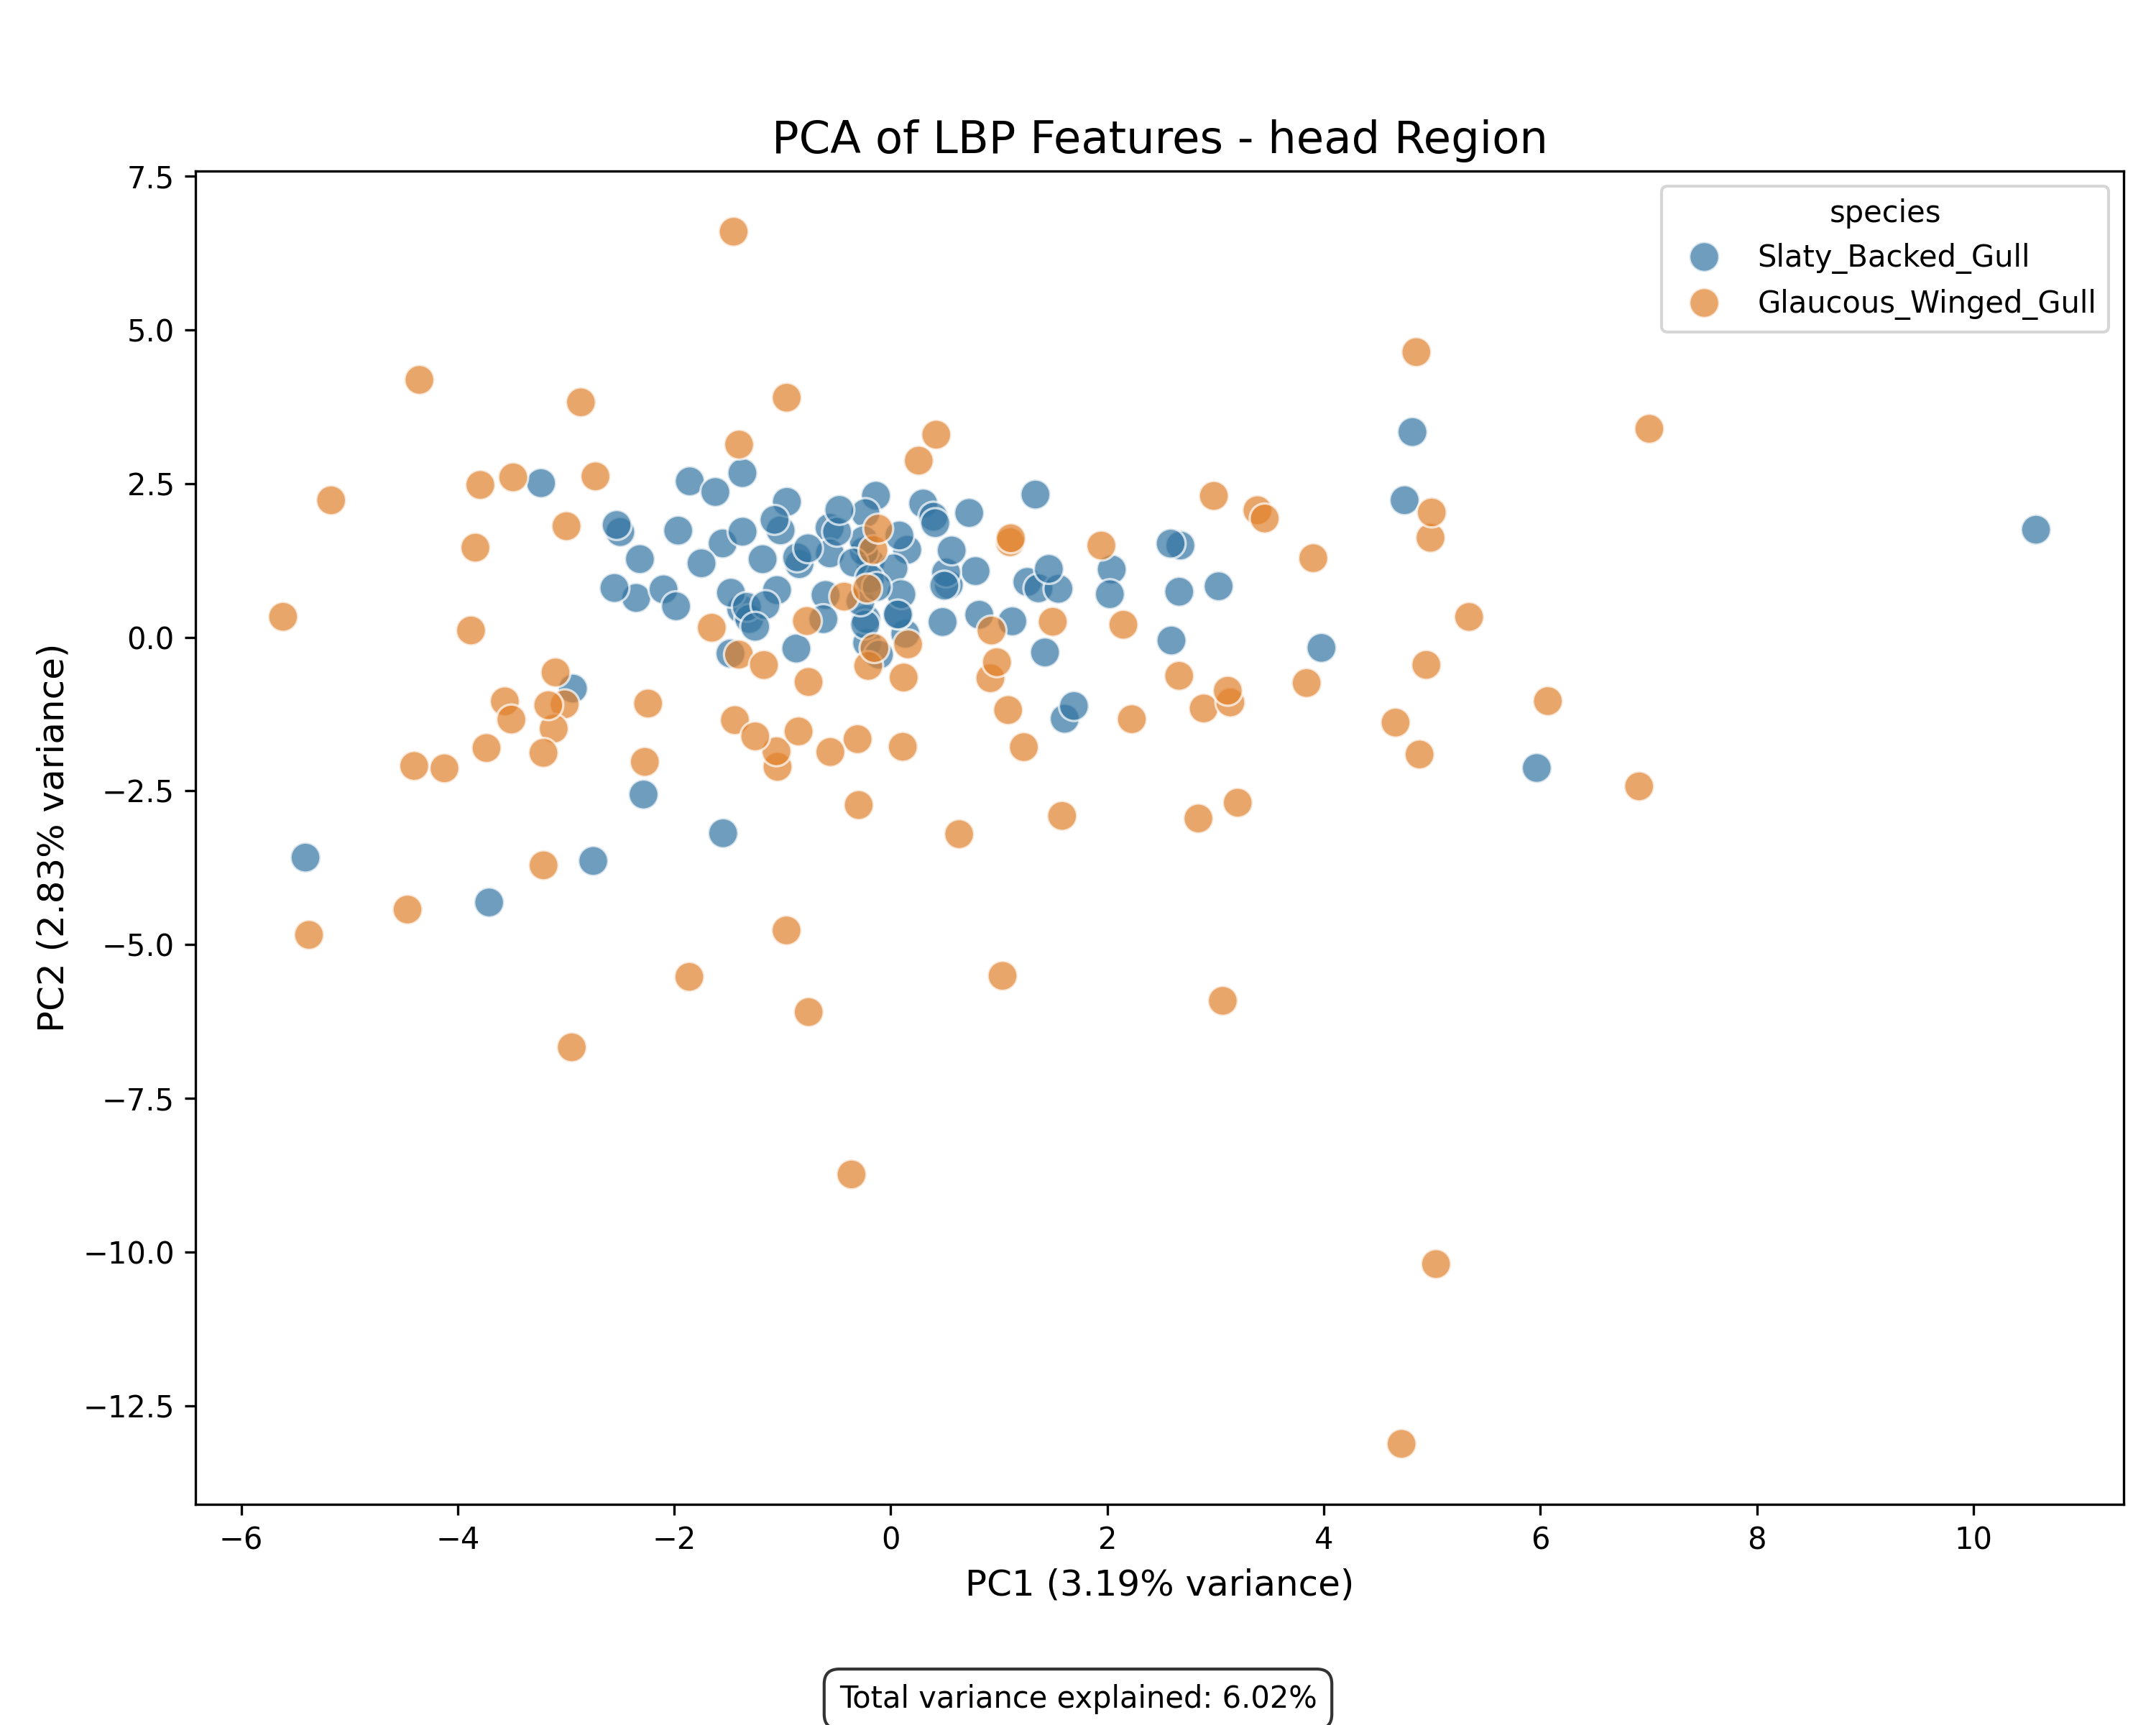 PCA of LBP Features - head Region
species
Slaty_Backed_Gull
Glaucous_Winged_Gull
7.5
5.0
2.5
0.0
−2.5
−5.0
−7.5
−10.0
−12.5
PC2 (2.83% variance)
−6 −4 −2 0 2 4 6 8 10
PC1 (3.19% variance)
Total variance explained: 6.02%